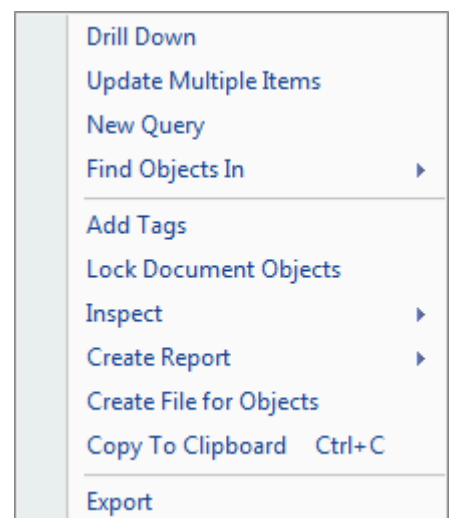 Drill Down
Update Multiple Items
New Query
Find Objects In
Add Tags
Lock Document Objects
Inspect
Create Report
Create File for Objects
Copy To Clipboard Ctrl+C
Export